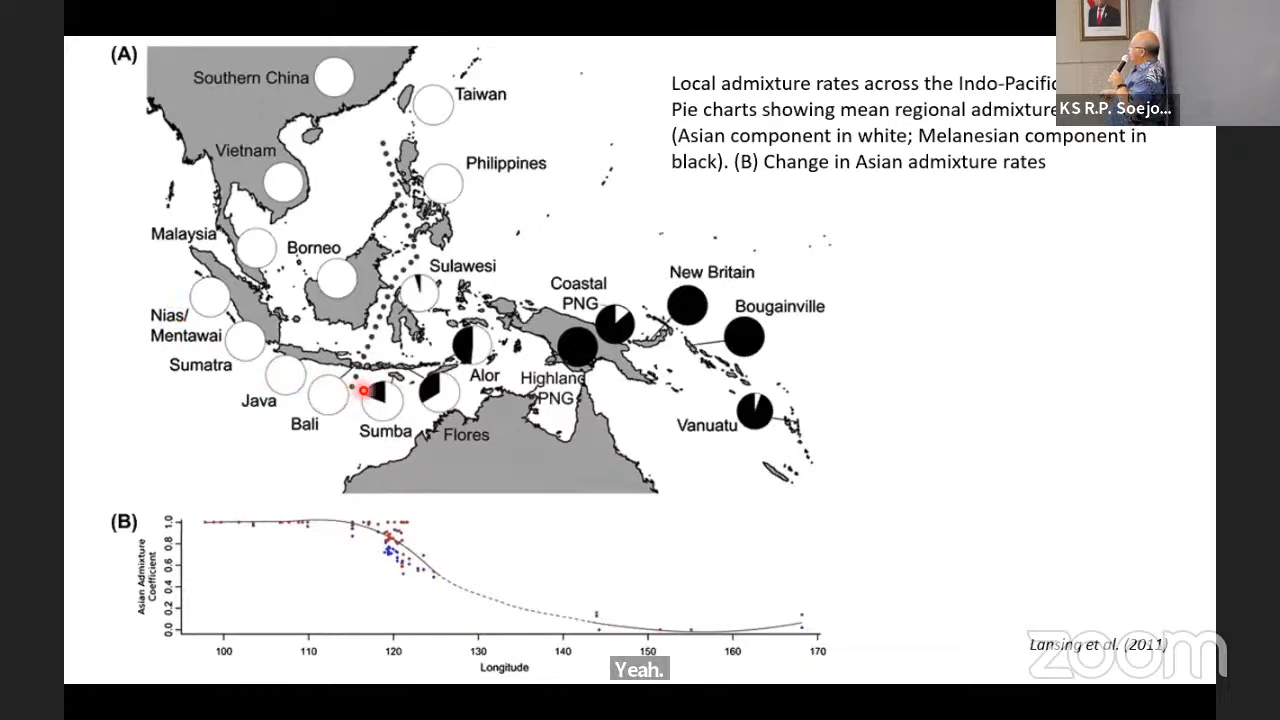 (A)
Southern China
Taiwan
Vietnam
Philippines
Malaysia
Borneo
Sulawesi
Nias/
Mentawai
Sumatra
Java
Bali
Sumba
Flores
Alor
Coastal
PNG
Highland
PNG
New Britain
Bougainville
Vanuatu
Local admixture rates across the Indo-Pacific
Pie charts showing mean regional admixture
(Asian component in white; Melanesian component in
black). (B) Change in Asian admixture rates
KS R.P. Soejo...
(B)
Asian Admixture
Coefficient
1.0
0.8
0.6
0.4
0.2
0.0
100
110
120
130
140
150
160
170
Longitude
Yeah.
Lansing et al. (2011)
zoom